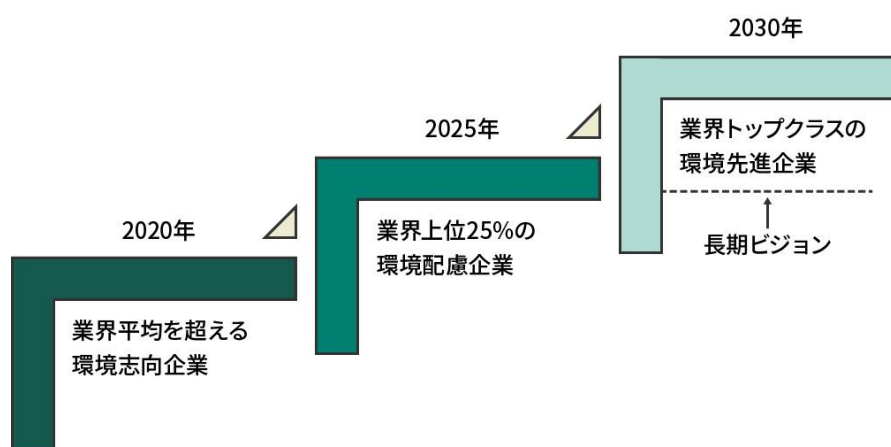 2020年
業界平均を超える
環境志向企業
2025年
業界上位25%の
環境配慮企業
2030年
業界トップクラスの
環境先進企業
長期ビジョン